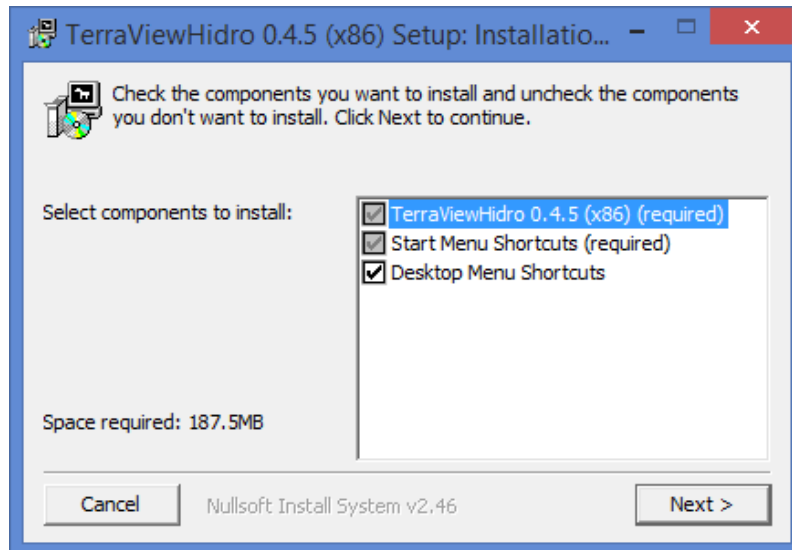 TerraViewHidro 0.4.5 (x86) Setup: Installatio...
Check the components you want to install and uncheck the components
you don't want to install. Click Next to continue.
Select components to install:
TerraViewHidro 0.4.5 (x86) (required)
Start Menu Shortcuts (required)
Desktop Menu Shortcuts
Space required: 187.5MB
Cancel
Nullsoft Install System v2.46
Next >